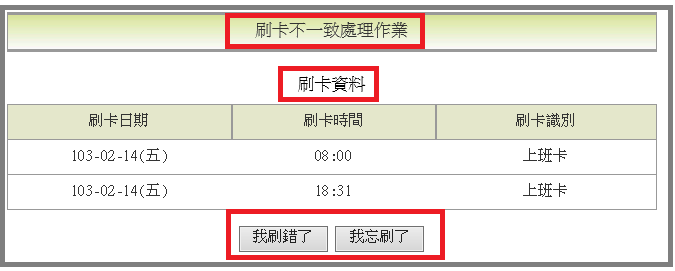 刷卡不一致處理作業
刷卡資料
刷卡日期 刷卡時間 刷卡識別
103-02-14(五) 08:00 上班卡
103-02-14(五) 18:31 上班卡
我刷錯了 我忘刷了